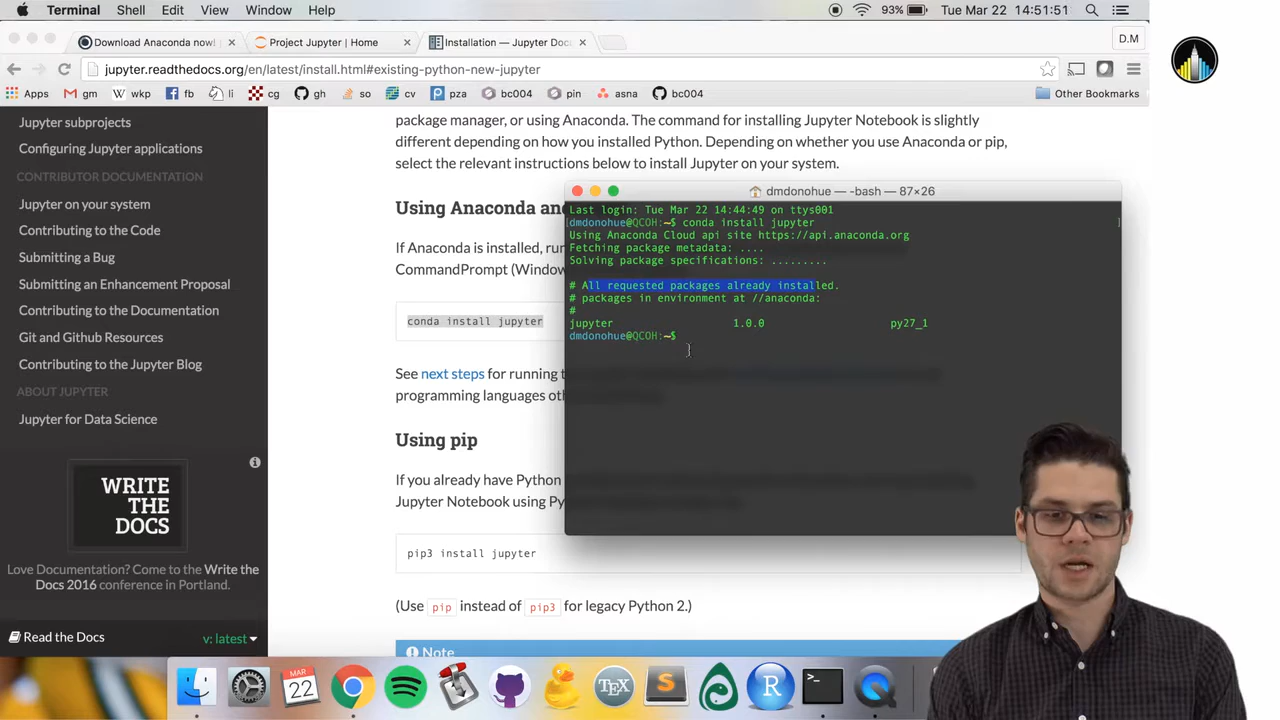 Terminal Shell Edit View Window Help 93% Tue Mar 22 14:51:51
Download Anaconda now! Project Jupyter | Home Installation — Jupyter Doc D.M
jupyter.readthedocs.org/en/latest/install.html#existing-python-new-jupyter
Apps gm wkp fb li cg gh so cv pza bc004 pin asna bc004 Other Bookmarks
Jupyter subprojects
Configuring Jupyter applications
CONTRIBUTOR DOCUMENTATION
Jupyter on your system
Contributing to the Code
Submitting a Bug
Submitting an Enhancement Proposal
Contributing to the Documentation
Git and Github Resources
Contributing to the Jupyter Blog
ABOUT JUPYTER
Jupyter for Data Science
WRITE
THE
DOCS
Love Documentation? Come to the Write the
Docs 2016 conference in Portland.
Read the Docs v: latest
package manager, or using Anaconda. The command for installing Jupyter Notebook is slightly
different depending on how you installed Python. Depending on whether you use Anaconda or pip,
select the relevant instructions below to install Jupyter on your system.
Using Anaconda and
If Anaconda is installed, run
CommandPrompt (Window
conda install jupyter
See next steps for running
programming languages
Using pip
If you already have Python
Jupyter Notebook using Py
pip3 install jupyter
(Use pip instead of pip3 for legacy Python 2.)
Note
dmdonohue — -bash — 87×26
Last login: Tue Mar 22 14:44:49 on ttys001
dmdonohue@QCOH:~$ conda install jupyter
Using Anaconda Cloud api site https://api.anaconda.org
Fetching package metadata: ....
Solving package specifications: .........
# All requested packages already installed.
# packages in environment at //anaconda:
#
jupyter 1.0.0 py27_1
dmdonohue@QCOH:~$
MAR
22
TEX
S
R
>_